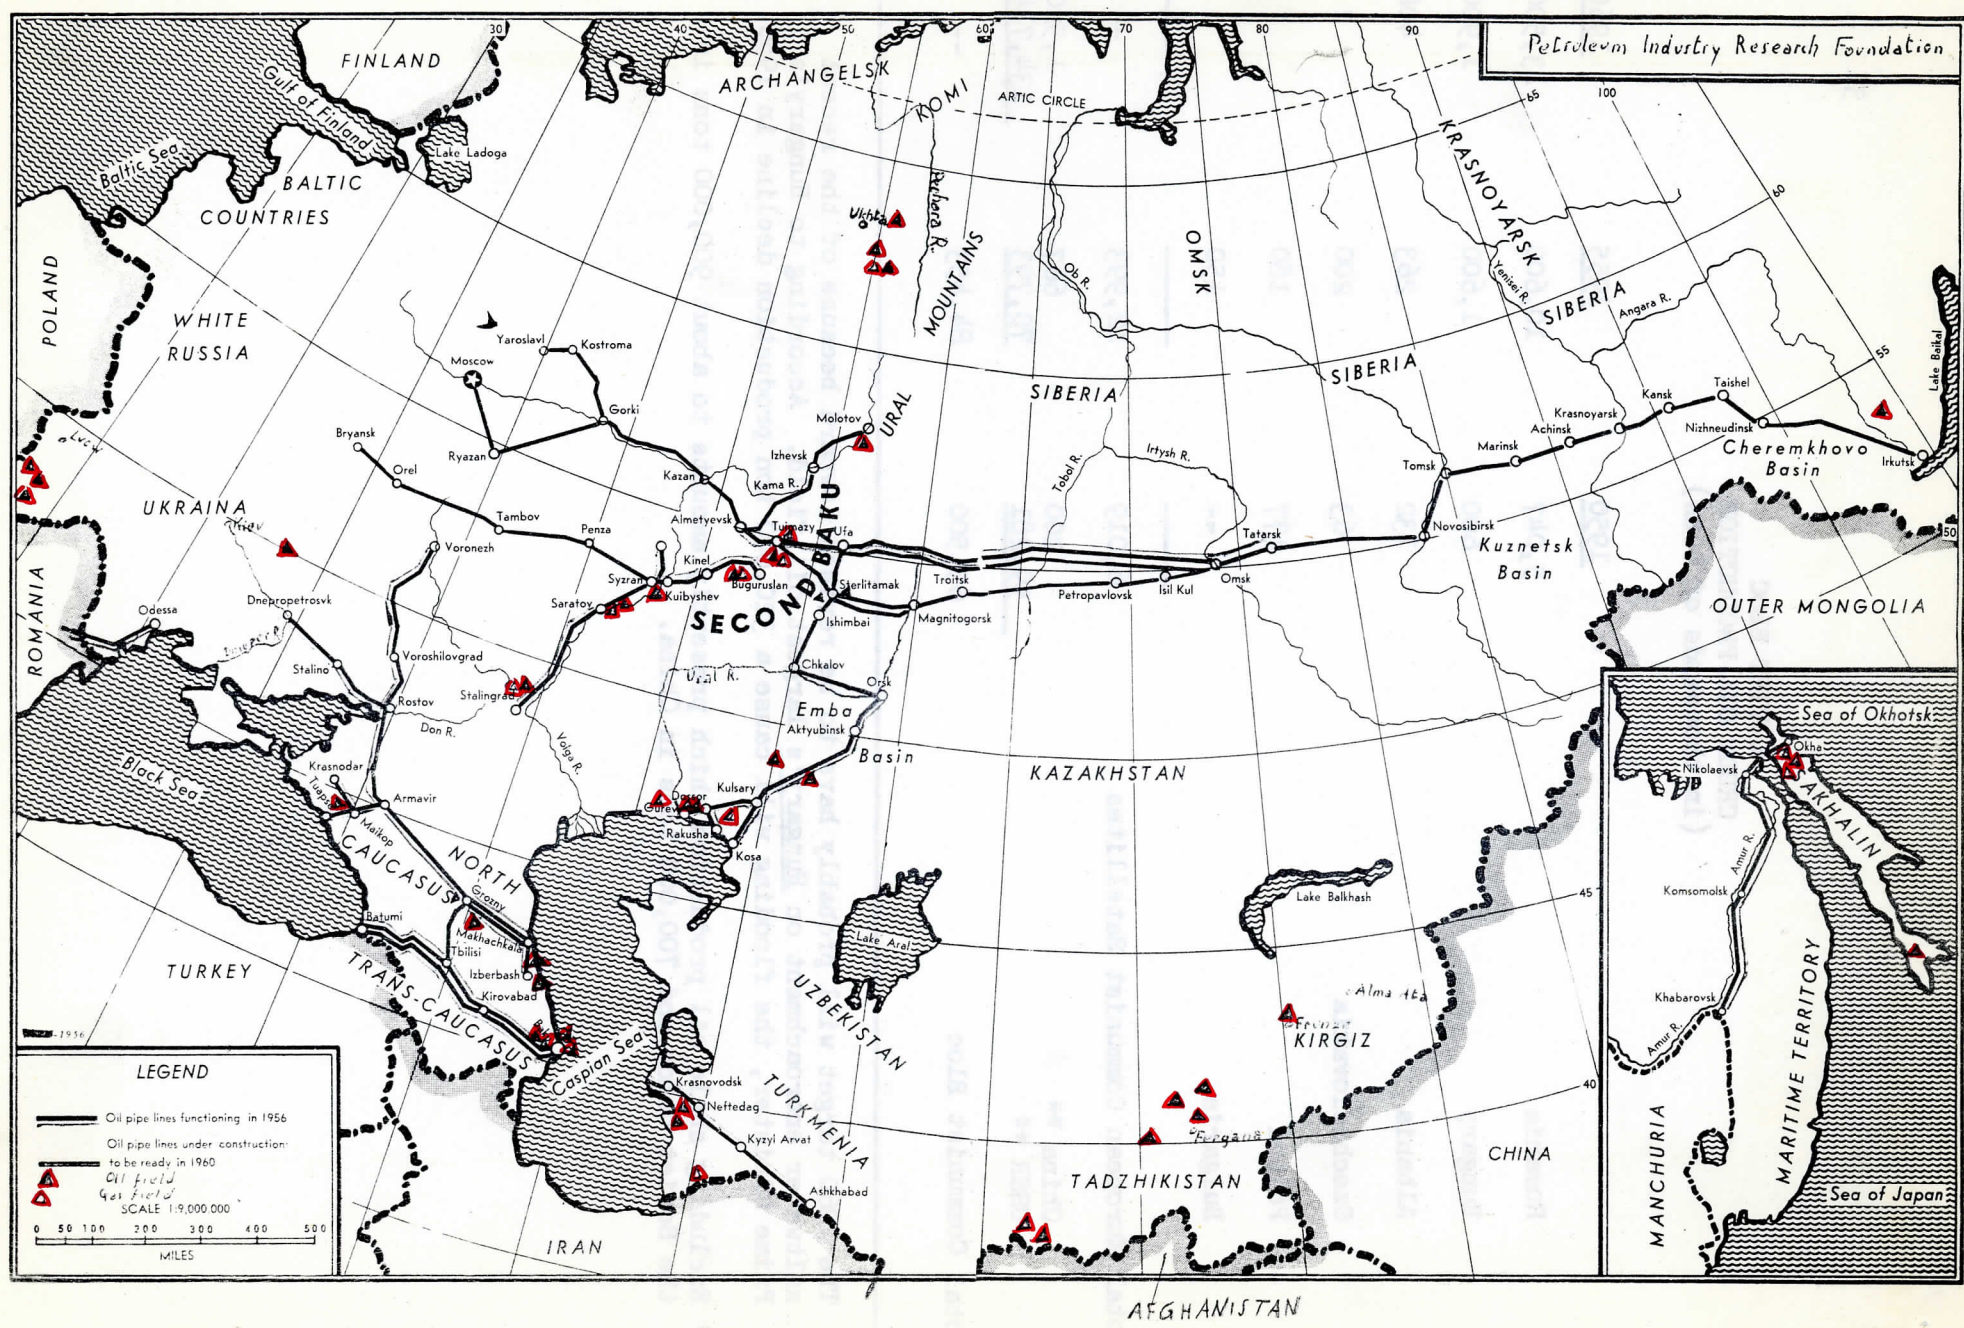 Petroleum Industry Research Foundation
30
40
50
60
70
80
90
100
65
60
55
50
45
40
FINLAND
Gulf of Finland
Baltic Sea
Lake Ladoga
BALTIC
COUNTRIES
ARCHANGELSK
KOMI
ARTIC CIRCLE
Pechora R.
Ukhta
MOUNTAINS
URAL
OMSK
Ob R.
KRASNOYARSK
Yenisei R.
SIBERIA
Angara R.
SIBERIA
SIBERIA
Lake Baikal
POLAND
WHITE
RUSSIA
Yaroslavl
Kostroma
Moscow
Gorki
Ryazan
Bryansk
Orel
Molotov
Izhevsk
Kazan
Kama R.
Tobol R.
Irtysh R.
Tomsk
Marinsk
Achinsk
Krasnoyarsk
Kansk
Taishel
Nizhneudinsk
Cheremkhovo
Basin
Irkutsk
Lwow
UKRAINA
Kiev
Tambov
Penza
Almetyevsk
Tuimazy
Ufa
Voronezh
Kinel
Syzran
Buguruslan
Kuibyshev
Sterlitamak
Troitsk
Petropavlovsk
Isil Kul
Omsk
Tatarsk
Novosibirsk
Kuznetsk
Basin
SECOND BAKU
Ishimbai
Magnitogorsk
OUTER MONGOLIA
ROMANIA
Odessa
Dnepropetrosvk
Dnieper R.
Saratov
Stalino
Voroshilovgrad
Stalingrad
Rostov
Don R.
Volga R.
Ural R.
Chkalov
Orsk
Emba
Basin
Aktyubinsk
KAZAKHSTAN
Black Sea
Krasnodar
Tuapse
Armavir
Maikop
Kulsary
Dossor
Gurew
Rakusha
Kosa
CAUCASUS
NORTH
Grozny
Makhachkala
Izberbash
Batumi
Tbilisi
Kirovabad
TRANS-CAUCASUS
TURKEY
Caspian Sea
Lake Aral
Lake Balkhash
UZBEKISTAN
Alma Ata
Frunze
KIRGIZ
Fergana
TURKMENIA
Krasnovodsk
Neftedag
Kyzyl Arvat
Ashkhabad
TADZHIKISTAN
CHINA
IRAN
AFGHANISTAN
Sea of Okhotsk
Okha
Nikolaevsk
SAKHALIN
Amur R.
Komsomolsk
Khabarovsk
Amur R.
MANCHURIA
MARITIME TERRITORY
Sea of Japan
-1956
LEGEND
Oil pipe lines functioning in 1956
Oil pipe lines under construction
to be ready in 1960
Oil field
Gas field
SCALE 1:9,000,000
0 50 100 200 300 400 500
MILES